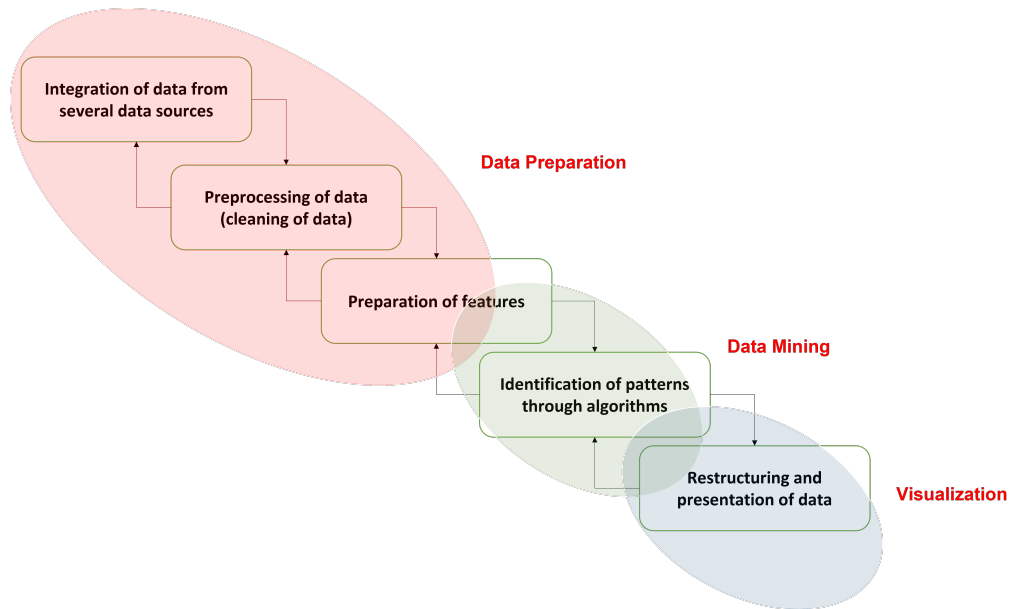 Integration of data from
several data sources
Data Preparation
Preprocessing of data
(cleaning of data)
Preparation of features
Data Mining
Identification of patterns
through algorithms
Restructuring and
presentation of data
Visualization